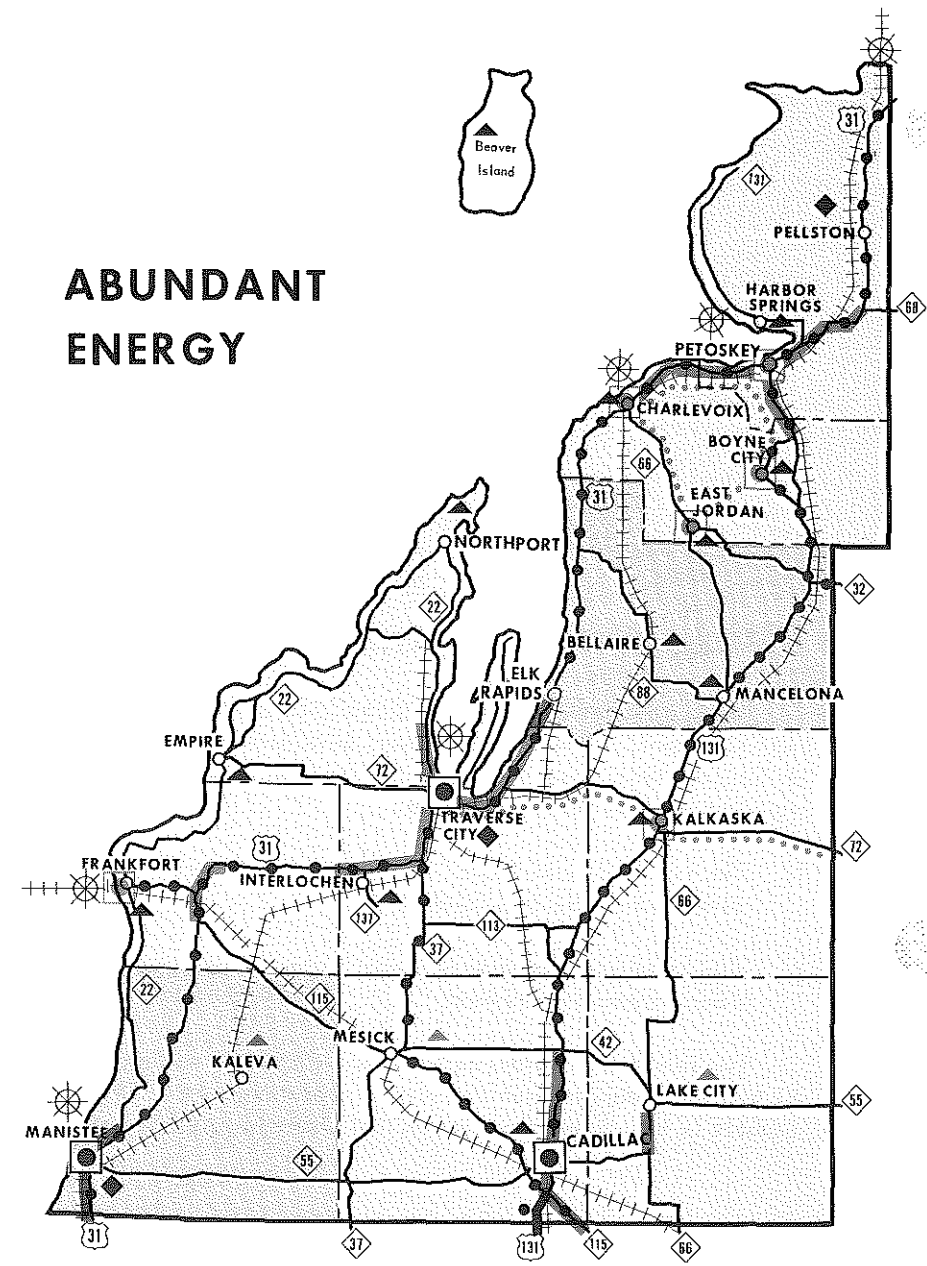 31
Beaver
Island
131
PELLSTON
ABUNDANT
ENERGY
HARBOR
SPRINGS
68
PETOSKEY
CHARLEVOIX
BOYNE
CITY
66
31
EAST
JORDAN
NORTHPORT
32
22
BELLAIRE
ELK
RAPIDS
88
MANCELONA
22
EMPIRE
131
72
TRAVERSE
CITY
KALKASKA
72
31
FRANKFORT
INTERLOCHEN
66
137
113
37
22
115
MESICK
42
KALEVA
LAKE CITY
55
MANISTEE
CADILLAC
55
31
37
131
115
66